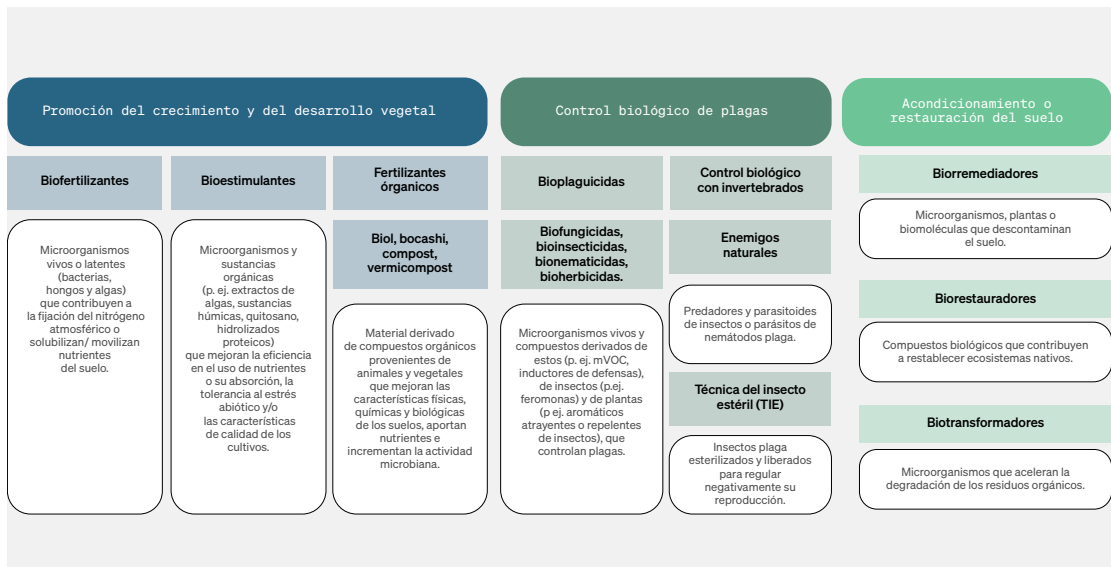 Promoción del crecimiento y del desarrollo vegetal
Biofertilizantes
Microorganismos
vivos o latentes
(bacterias,
hongos y algas)
que contribuyen a
la fijación del nitrógeno
atmosférico o
solubilizan/ movilizan
nutrientes
del suelo.
Bioestimulantes
Microorganismos y
sustancias
orgánicas
(p. ej. extractos de
algas, sustancias
húmicas, quitosano,
hidrolizados
proteicos)
que mejoran la eficiencia
en el uso de nutrientes
o su absorción, la
tolerancia al estrés
abiótico y/o
las características
de calidad de los
cultivos.
Fertilizantes
órganicos
Biol, bocashi,
compost,
vermicompost
Material derivado
de compuestos orgánicos
provenientes de
animales y vegetales
que mejoran las
características físicas,
químicas y biológicas
de los suelos, aportan
nutrientes e
incrementan la actividad
microbiana.
Control biológico de plagas
Bioplaguicidas
Biofungicidas,
bioinsecticidas,
bionematicidas,
bioherbicidas.
Microorganismos vivos y
compuestos derivados de
estos (p. ej. mVOC,
inductores de defensas),
de insectos (p.ej.
feromonas) y de plantas
(p ej. aromáticos
atrayentes o repelentes
de insectos), que
controlan plagas.
Control biológico
con invertebrados
Enemigos
naturales
Predadores y parasitoides
de insectos o parásitos de
nemátodos plaga.
Técnica del insecto
estéril (TIE)
Insectos plaga
esterilizados y liberados
para regular
negativamente su
reproducción.
Acondicionamiento o
restauración del suelo
Biorremediadores
Microorganismos, plantas o
biomoléculas que descontaminan
el suelo.
Biorestauradores
Compuestos biológicos que contribuyen
a restablecer ecosistemas nativos.
Biotransformadores
Microorganismos que aceleran la
degradación de los residuos orgánicos.